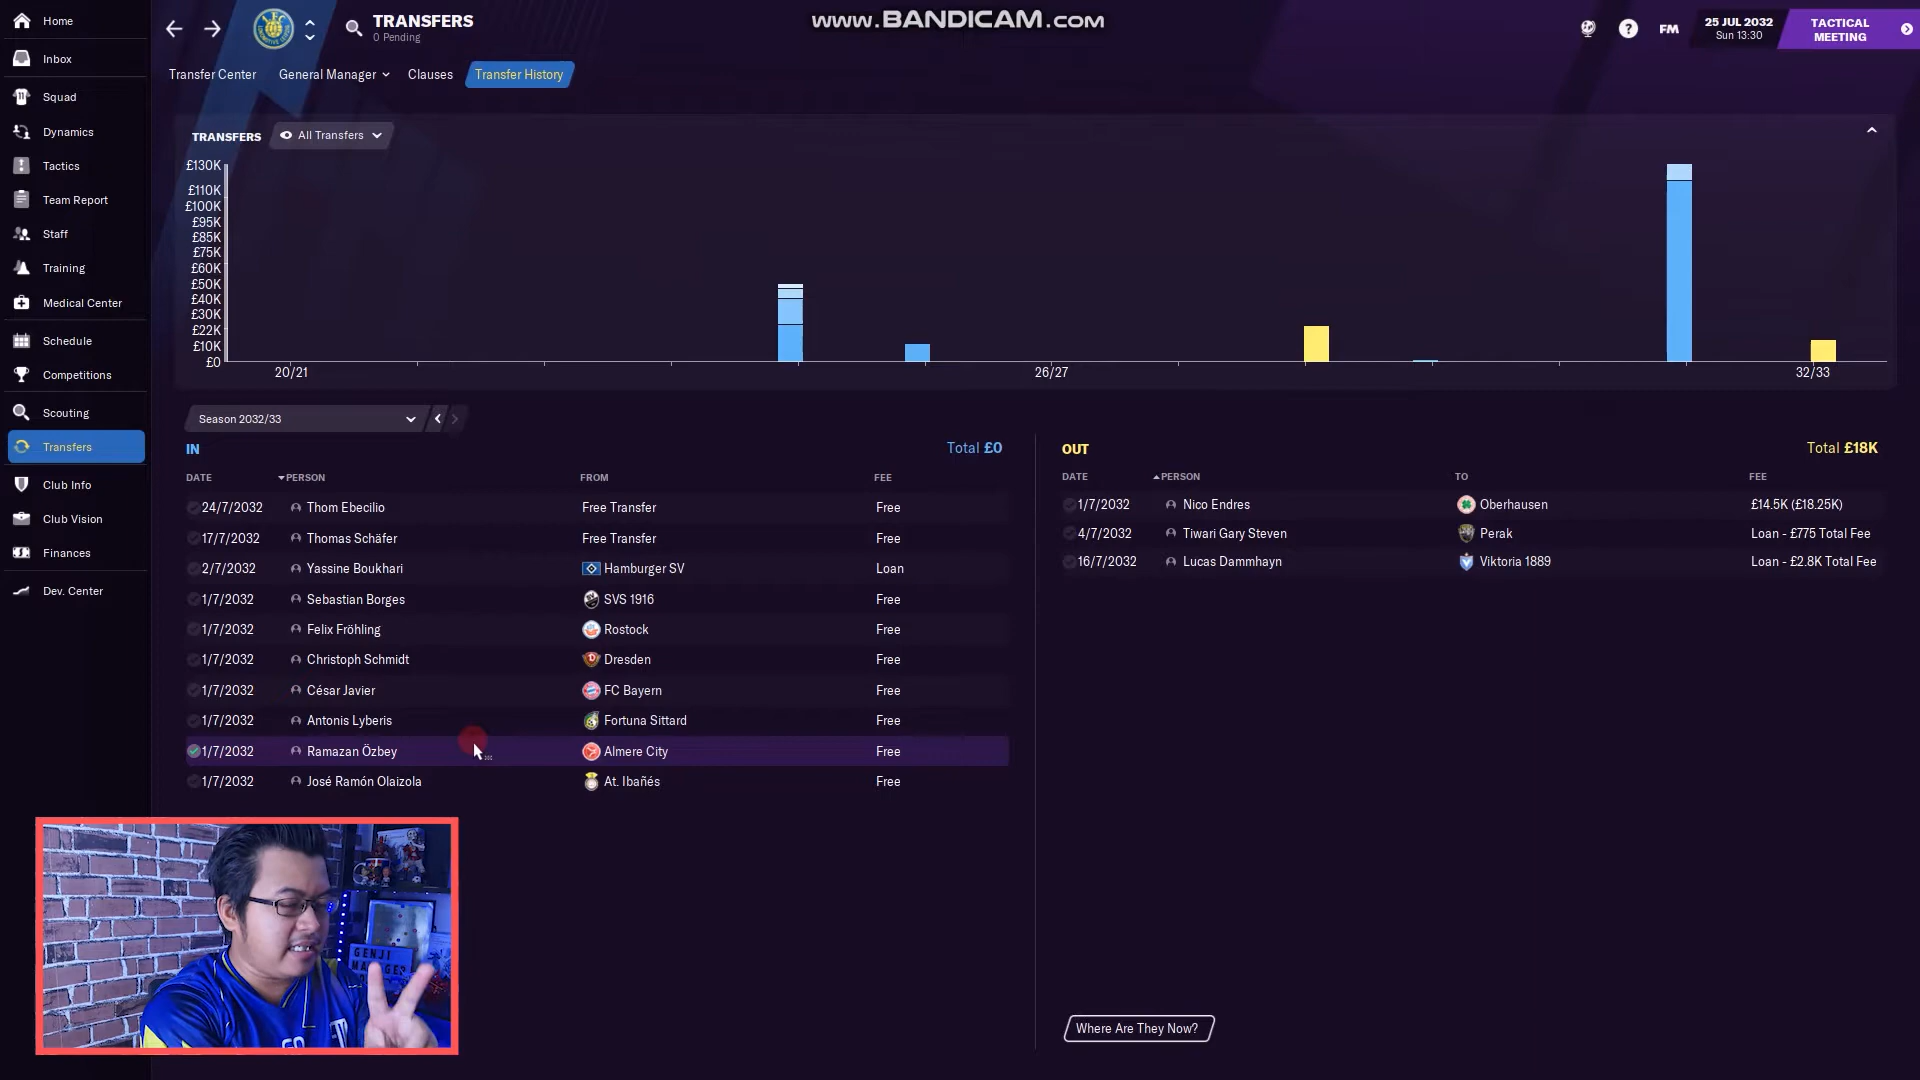 Home
Inbox
Squad
Dynamics
Tactics
Team Report
Staff
Training
Medical Center
Schedule
Competitions
Scouting
Transfers
Club Info
Club Vision
Finances
Dev. Center
TRANSFERS
0 Pending
www.BANDICAM.com
FM
25 JUL 2032
Sun 13:30
TACTICAL
MEETING
Transfer Center General Manager Clauses Transfer History
TRANSFERS All Transfers
£130K
£110K
£100K
£95K
£85K
£75K
£60K
£50K
£40K
£30K
£22K
£10K
£0
20/21 26/27 32/33
Season 2032/33
IN Total £0
DATE PERSON FROM FEE
24/7/2032 Thom Ebecilio Free Transfer Free
17/7/2032 Thomas Schäfer Free Transfer Free
2/7/2032 Yassine Boukhari Hamburger SV Loan
1/7/2032 Sebastian Borges SVS 1916 Free
1/7/2032 Felix Fröhling Rostock Free
1/7/2032 Christoph Schmidt Dresden Free
1/7/2032 César Javier FC Bayern Free
1/7/2032 Antonis Lyberis Fortuna Sittard Free
1/7/2032 Ramazan Özbey Almere City Free
1/7/2032 José Ramón Olaizola At. Ibañés Free
OUT Total £18K
DATE PERSON TO FEE
1/7/2032 Nico Endres Oberhausen £14.5K (£18.25K)
4/7/2032 Tiwari Gary Steven Perak Loan - £775 Total Fee
16/7/2032 Lucas Dammhayn Viktoria 1889 Loan - £2.8K Total Fee
Where Are They Now?
GENJI